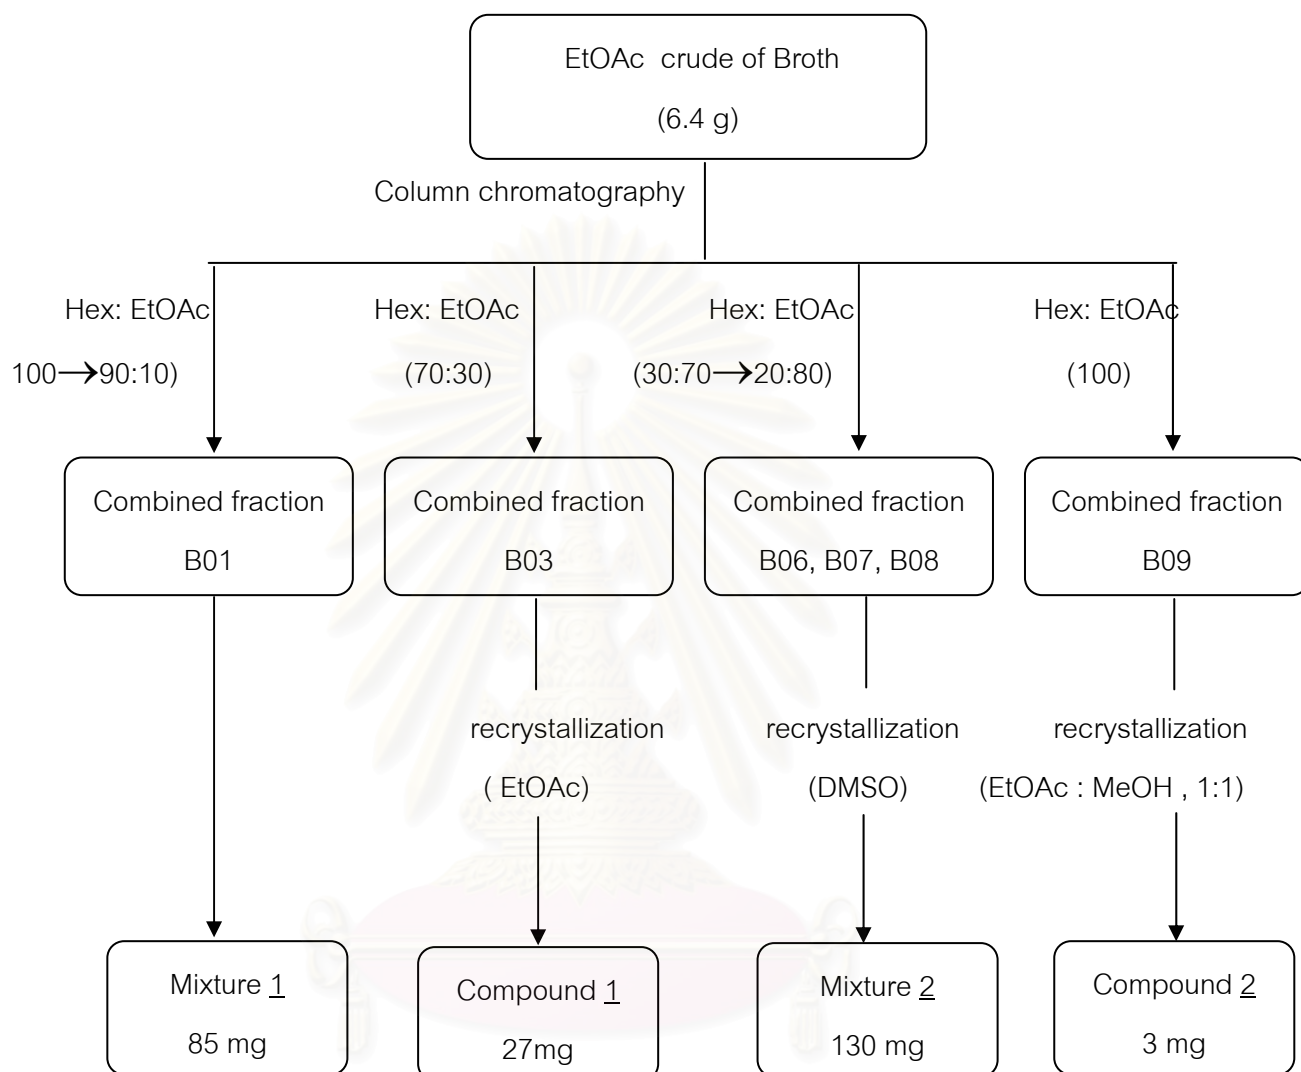 EtOAc crude of Broth
(6.4 g)
Column chromatography
Hex: EtOAc
100→90:10)
Hex: EtOAc
(70:30)
Hex: EtOAc
(30:70→20:80)
Hex: EtOAc
(100)
Combined fraction
B01
Combined fraction
B03
Combined fraction
B06, B07, B08
Combined fraction
B09
recrystallization
( EtOAc)
recrystallization
(DMSO)
recrystallization
(EtOAc : MeOH , 1:1)
Mixture 1
85 mg
Compound 1
27mg
Mixture 2
130 mg
Compound 2
3 mg